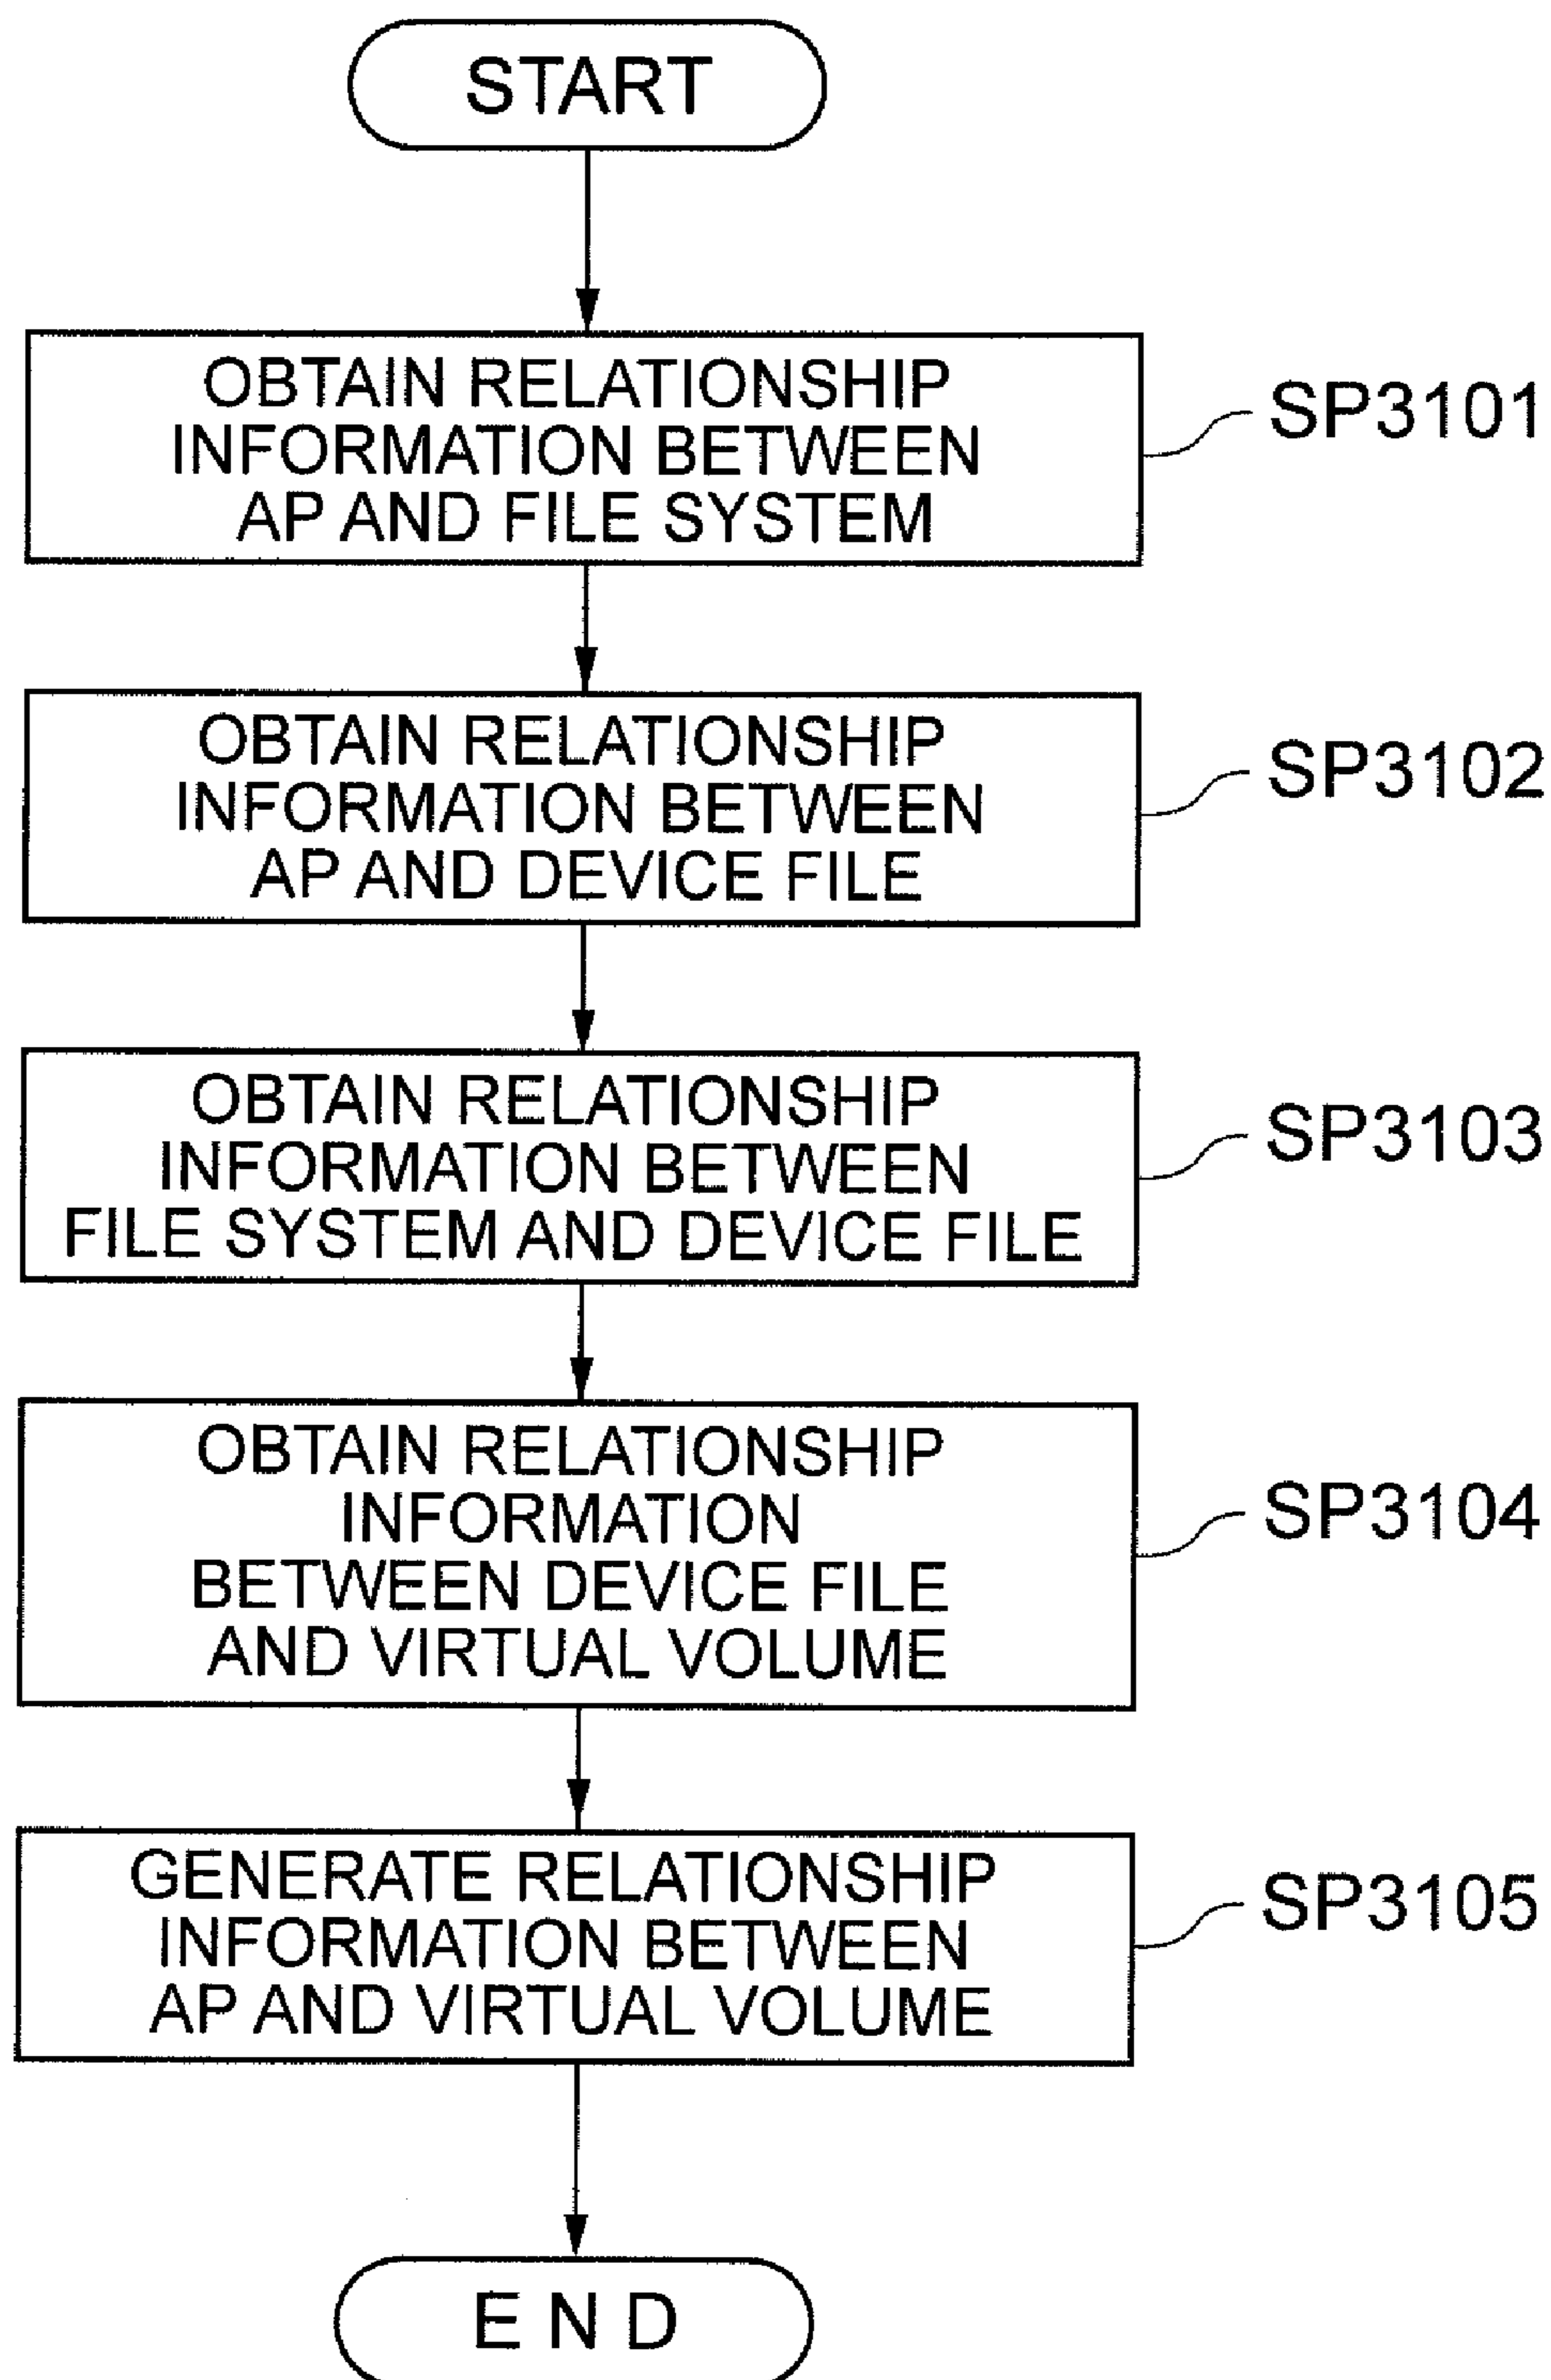 START
OBTAIN RELATIONSHIP
INFORMATION BETWEEN
AP AND FILE SYSTEM
SP3101
OBTAIN RELATIONSHIP
INFORMATION BETWEEN
AP AND DEVICE FILE
SP3102
OBTAIN RELATIONSHIP
INFORMATION BETWEEN
FILE SYSTEM AND DEVICE FILE
SP3103
OBTAIN RELATIONSHIP
INFORMATION
BETWEEN DEVICE FILE
AND VIRTUAL VOLUME
SP3104
GENERATE RELATIONSHIP
INFORMATION BETWEEN
AP AND VIRTUAL VOLUME
SP3105
END